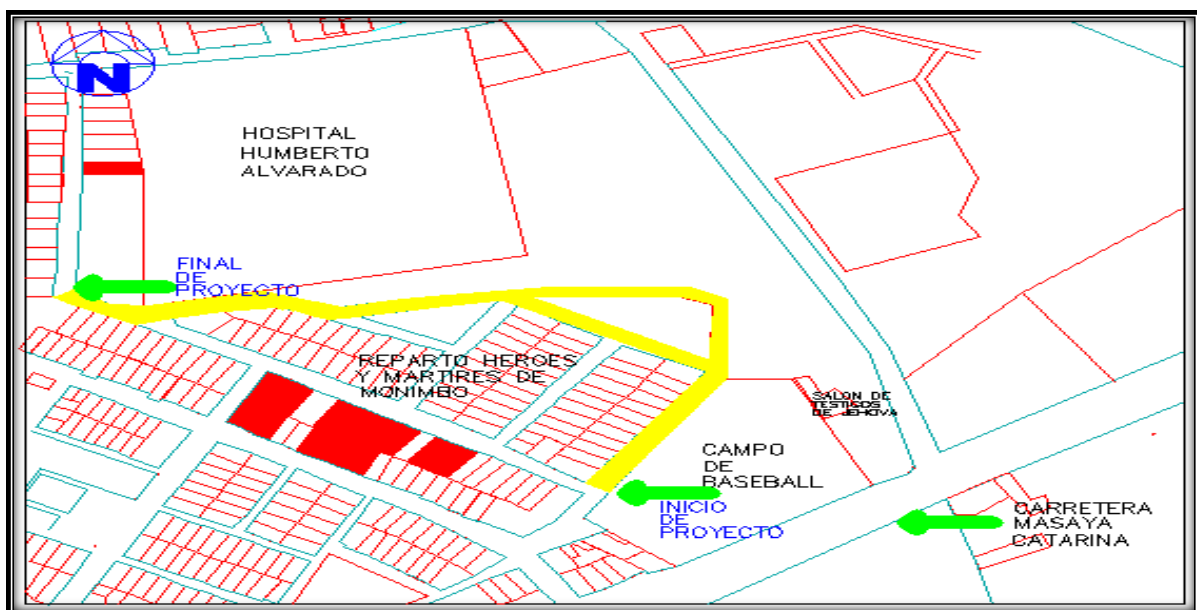 N
HOSPITAL
HUMBERTO
ALVARADO
FINAL
DE
PROYECTO
REPARTO HEROES
Y MARTIRES DE
MONIMBO
SALON DE
TESTIGOS
DE JEHOVA
CAMPO
DE
BASEBALL
INICIO
DE
PROYECTO
CARRETERA
MASAYA
CATARINA